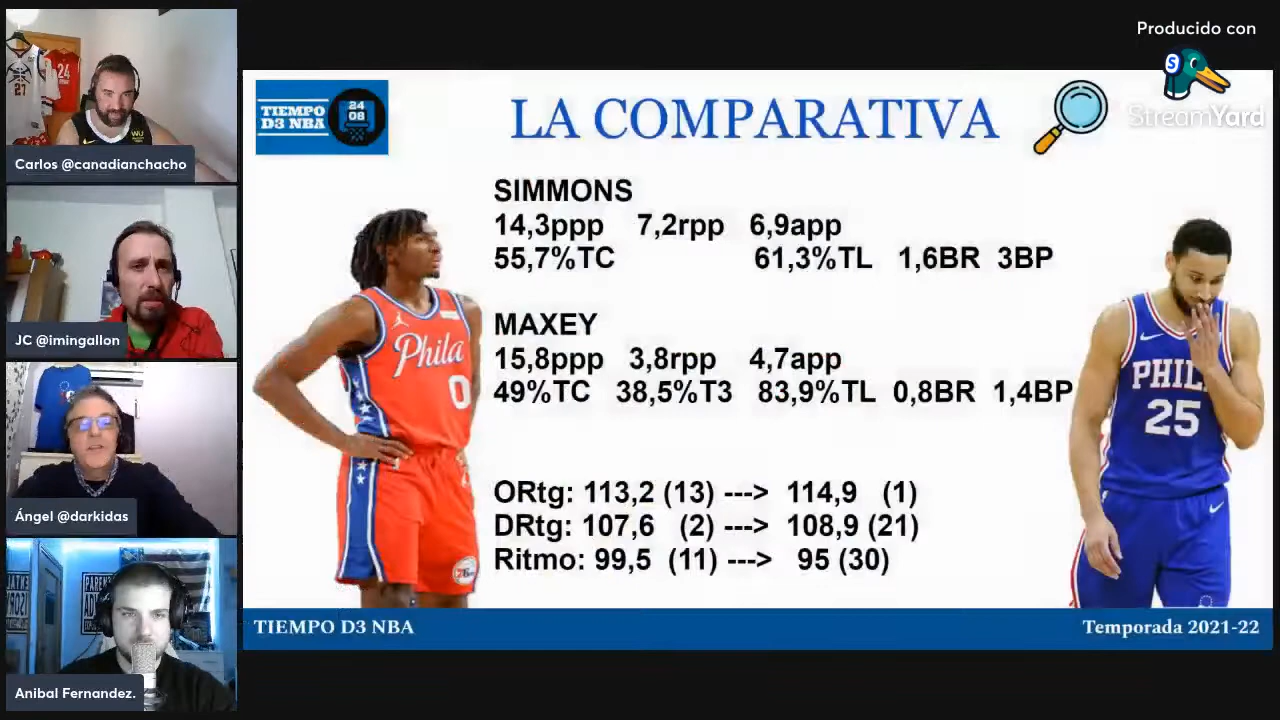 Producido con
StreamYard
TIEMPO
D3 NBA
24
08
LA COMPARATIVA
SIMMONS
14,3ppp 7,2rpp 6,9app
55,7%TC 61,3%TL 1,6BR 3BP
MAXEY
15,8ppp 3,8rpp 4,7app
49%TC 38,5%T3 83,9%TL 0,8BR 1,4BP
ORtg: 113,2 (13) ---> 114,9 (1)
DRtg: 107,6 (2) ---> 108,9 (21)
Ritmo: 99,5 (11) ---> 95 (30)
Phila
0
PHIL
25
TIEMPO D3 NBA
Temporada 2021-22
24
27
WU
Carlos @canadianchacho
JC @imingallon
Ángel @darkidas
Anibal Fernandez.